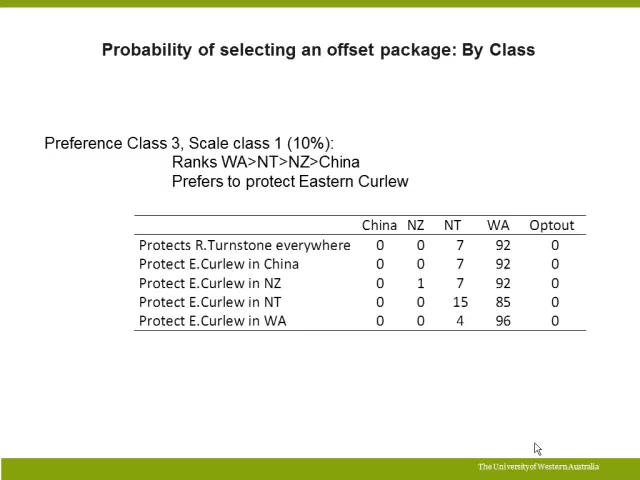 Probability of selecting an offset package: By Class
Preference Class 3, Scale class 1 (10%):
Ranks WA>NT>NZ>China
Prefers to protect Eastern Curlew
China NZ NT WA Optout
Protects R.Turnstone everywhere 0 0 7 92 0
Protect E.Curlew in China 0 0 7 92 0
Protect E.Curlew in NZ 0 1 7 92 0
Protect E.Curlew in NT 0 0 15 85 0
Protect E.Curlew in WA 0 0 4 96 0
The University of Western Australia